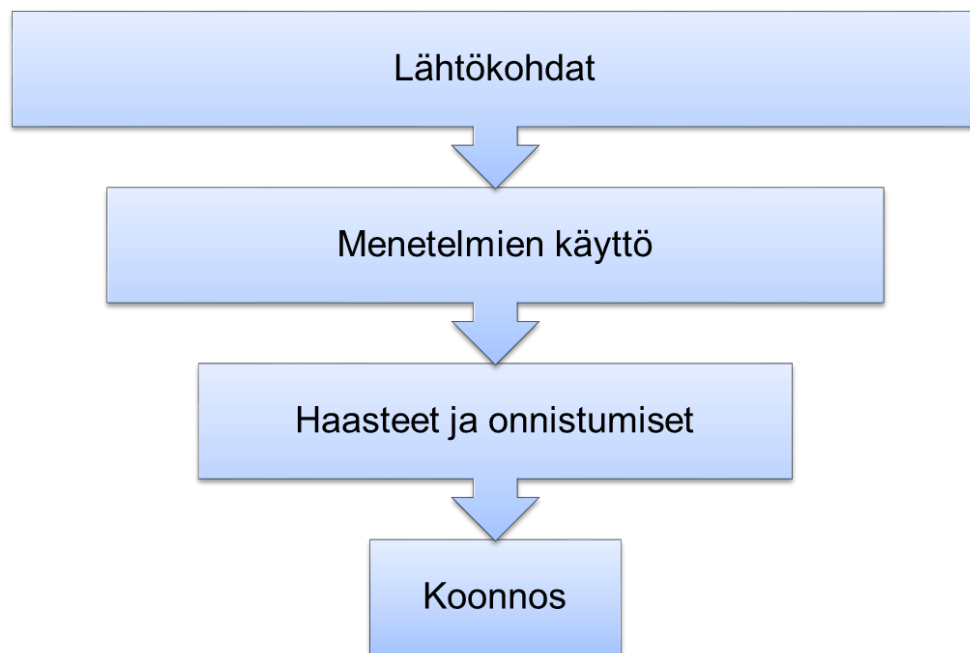 Lähtökohdat
Menetelmien käyttö
Haasteet ja onnistumiset
Koonnos